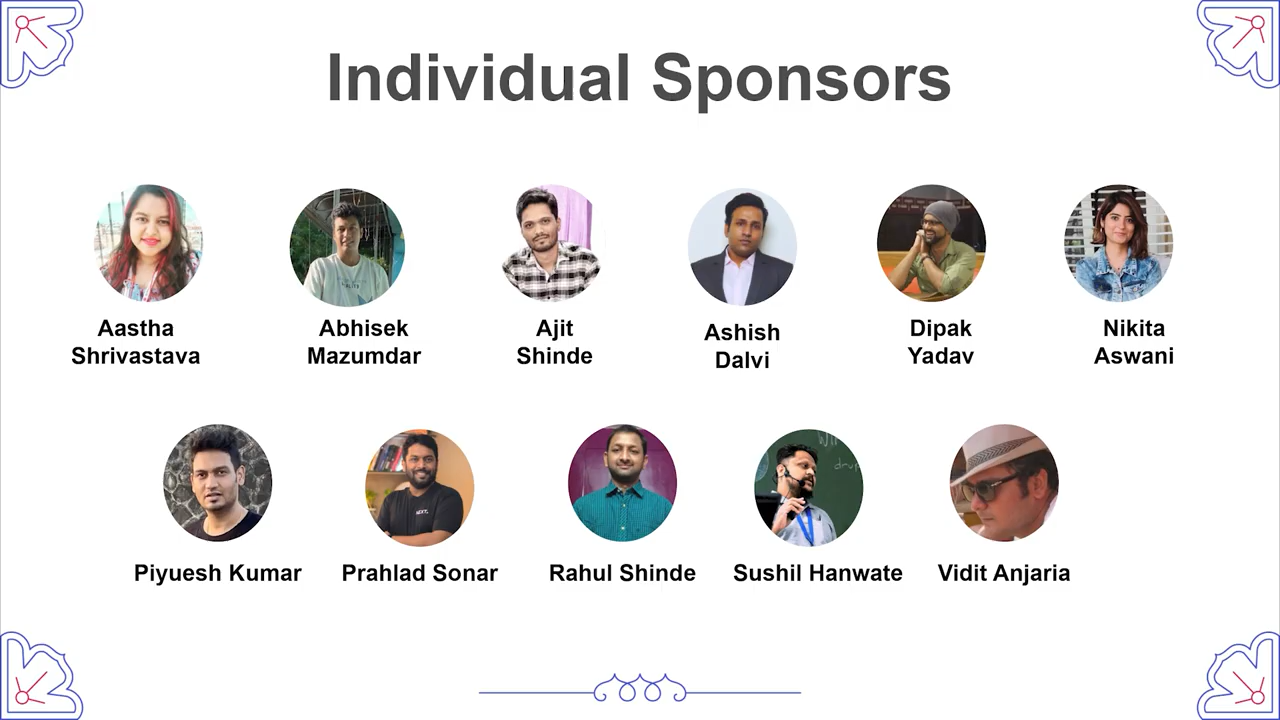 Individual Sponsors
Aastha
Shrivastava
Abhisek
Mazumdar
Ajit
Shinde
Ashish
Dalvi
Dipak
Yadav
Nikita
Aswani
Piyuesh Kumar
Prahlad Sonar
Rahul Shinde
Sushil Hanwate
Vidit Anjaria